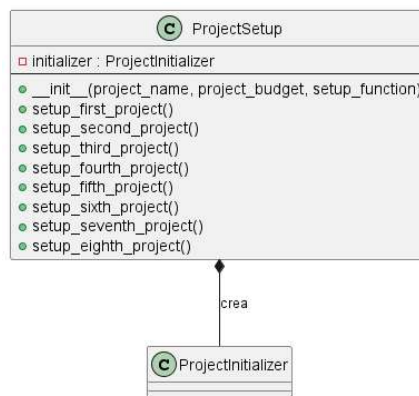 C ProjectSetup
initializer : ProjectInitializer
__init__(project_name, project_budget, setup_function)
setup_first_project()
setup_second_project()
setup_third_project()
setup_fourth_project()
setup_fifth_project()
setup_sixth_project()
setup_seventh_project()
setup_eighth_project()
crea
C ProjectInitializer